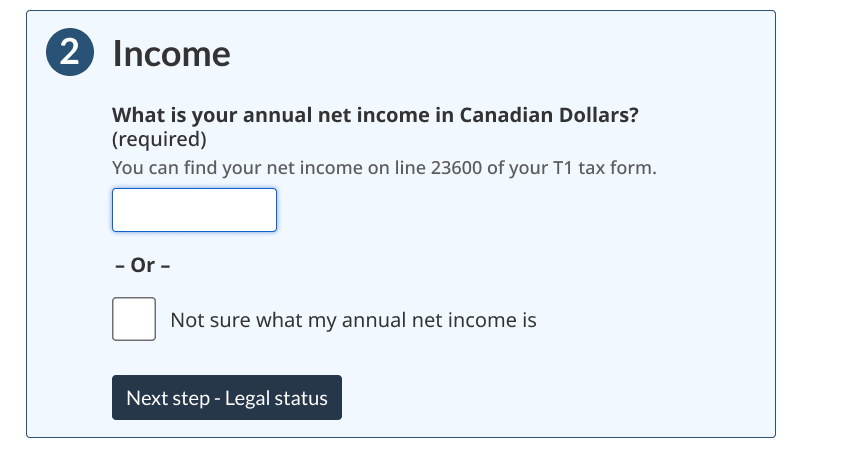 2 Income
What is your annual net income in Canadian Dollars?
(required)
You can find your net income on line 23600 of your T1 tax form.
– Or –
Not sure what my annual net income is
Next step - Legal status